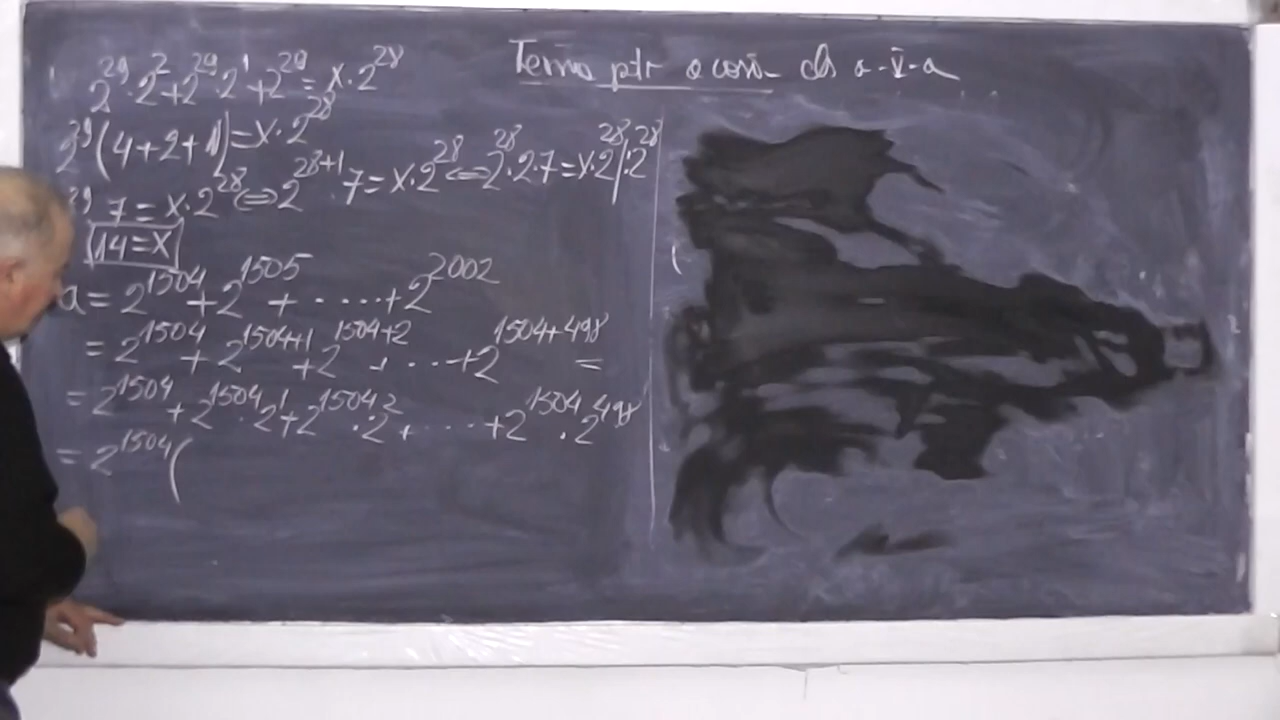 2^29·2^2+2^29·2^1+2^29=x·2^28
2^29(4+2+1)=x·2^28
2^29·7=x·2^28⇔2^28+1·7=x·2^28⇔2^28·2·7=x·2^28|:2^28
14=x
a=2^1504+2^1505+·····+2^2002
=2^1504+2^1504+1+2^1504+2+·...+2^1504+498=
=2^1504+2^1504·2^1+2^1504·2^2+.....+2^1504·2^498
=2^1504(
ptr a-V-a